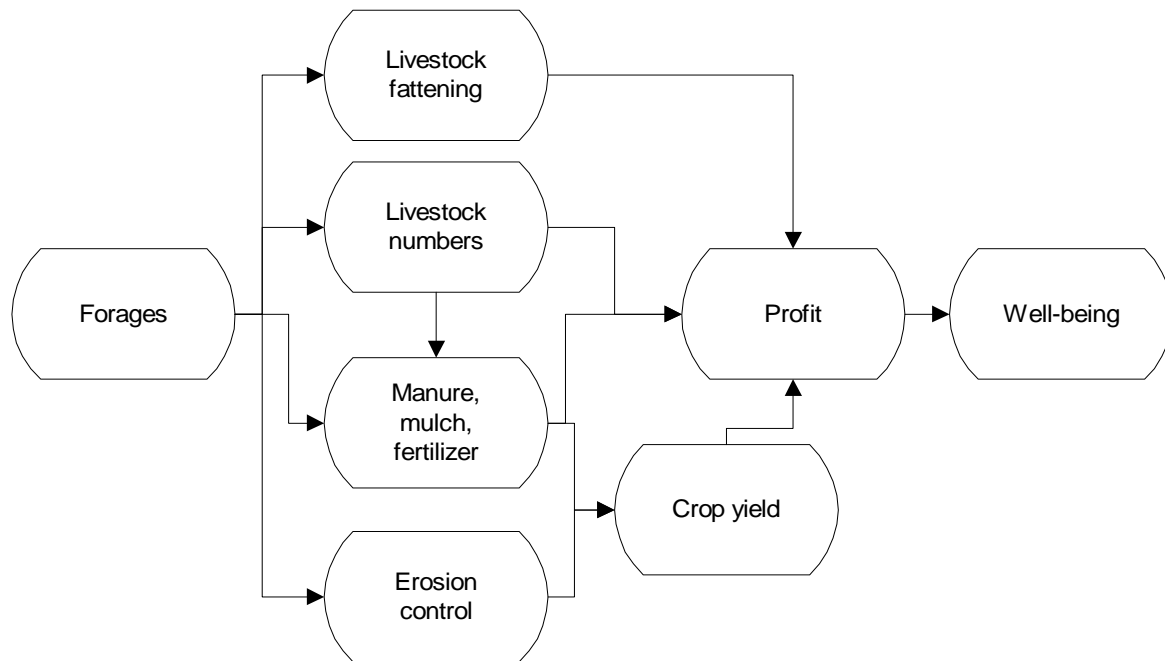 Livestock
fattening
Livestock
numbers
Forages
Profit
Well-being
Manure,
mulch,
fertilizer
Crop yield
Erosion
control